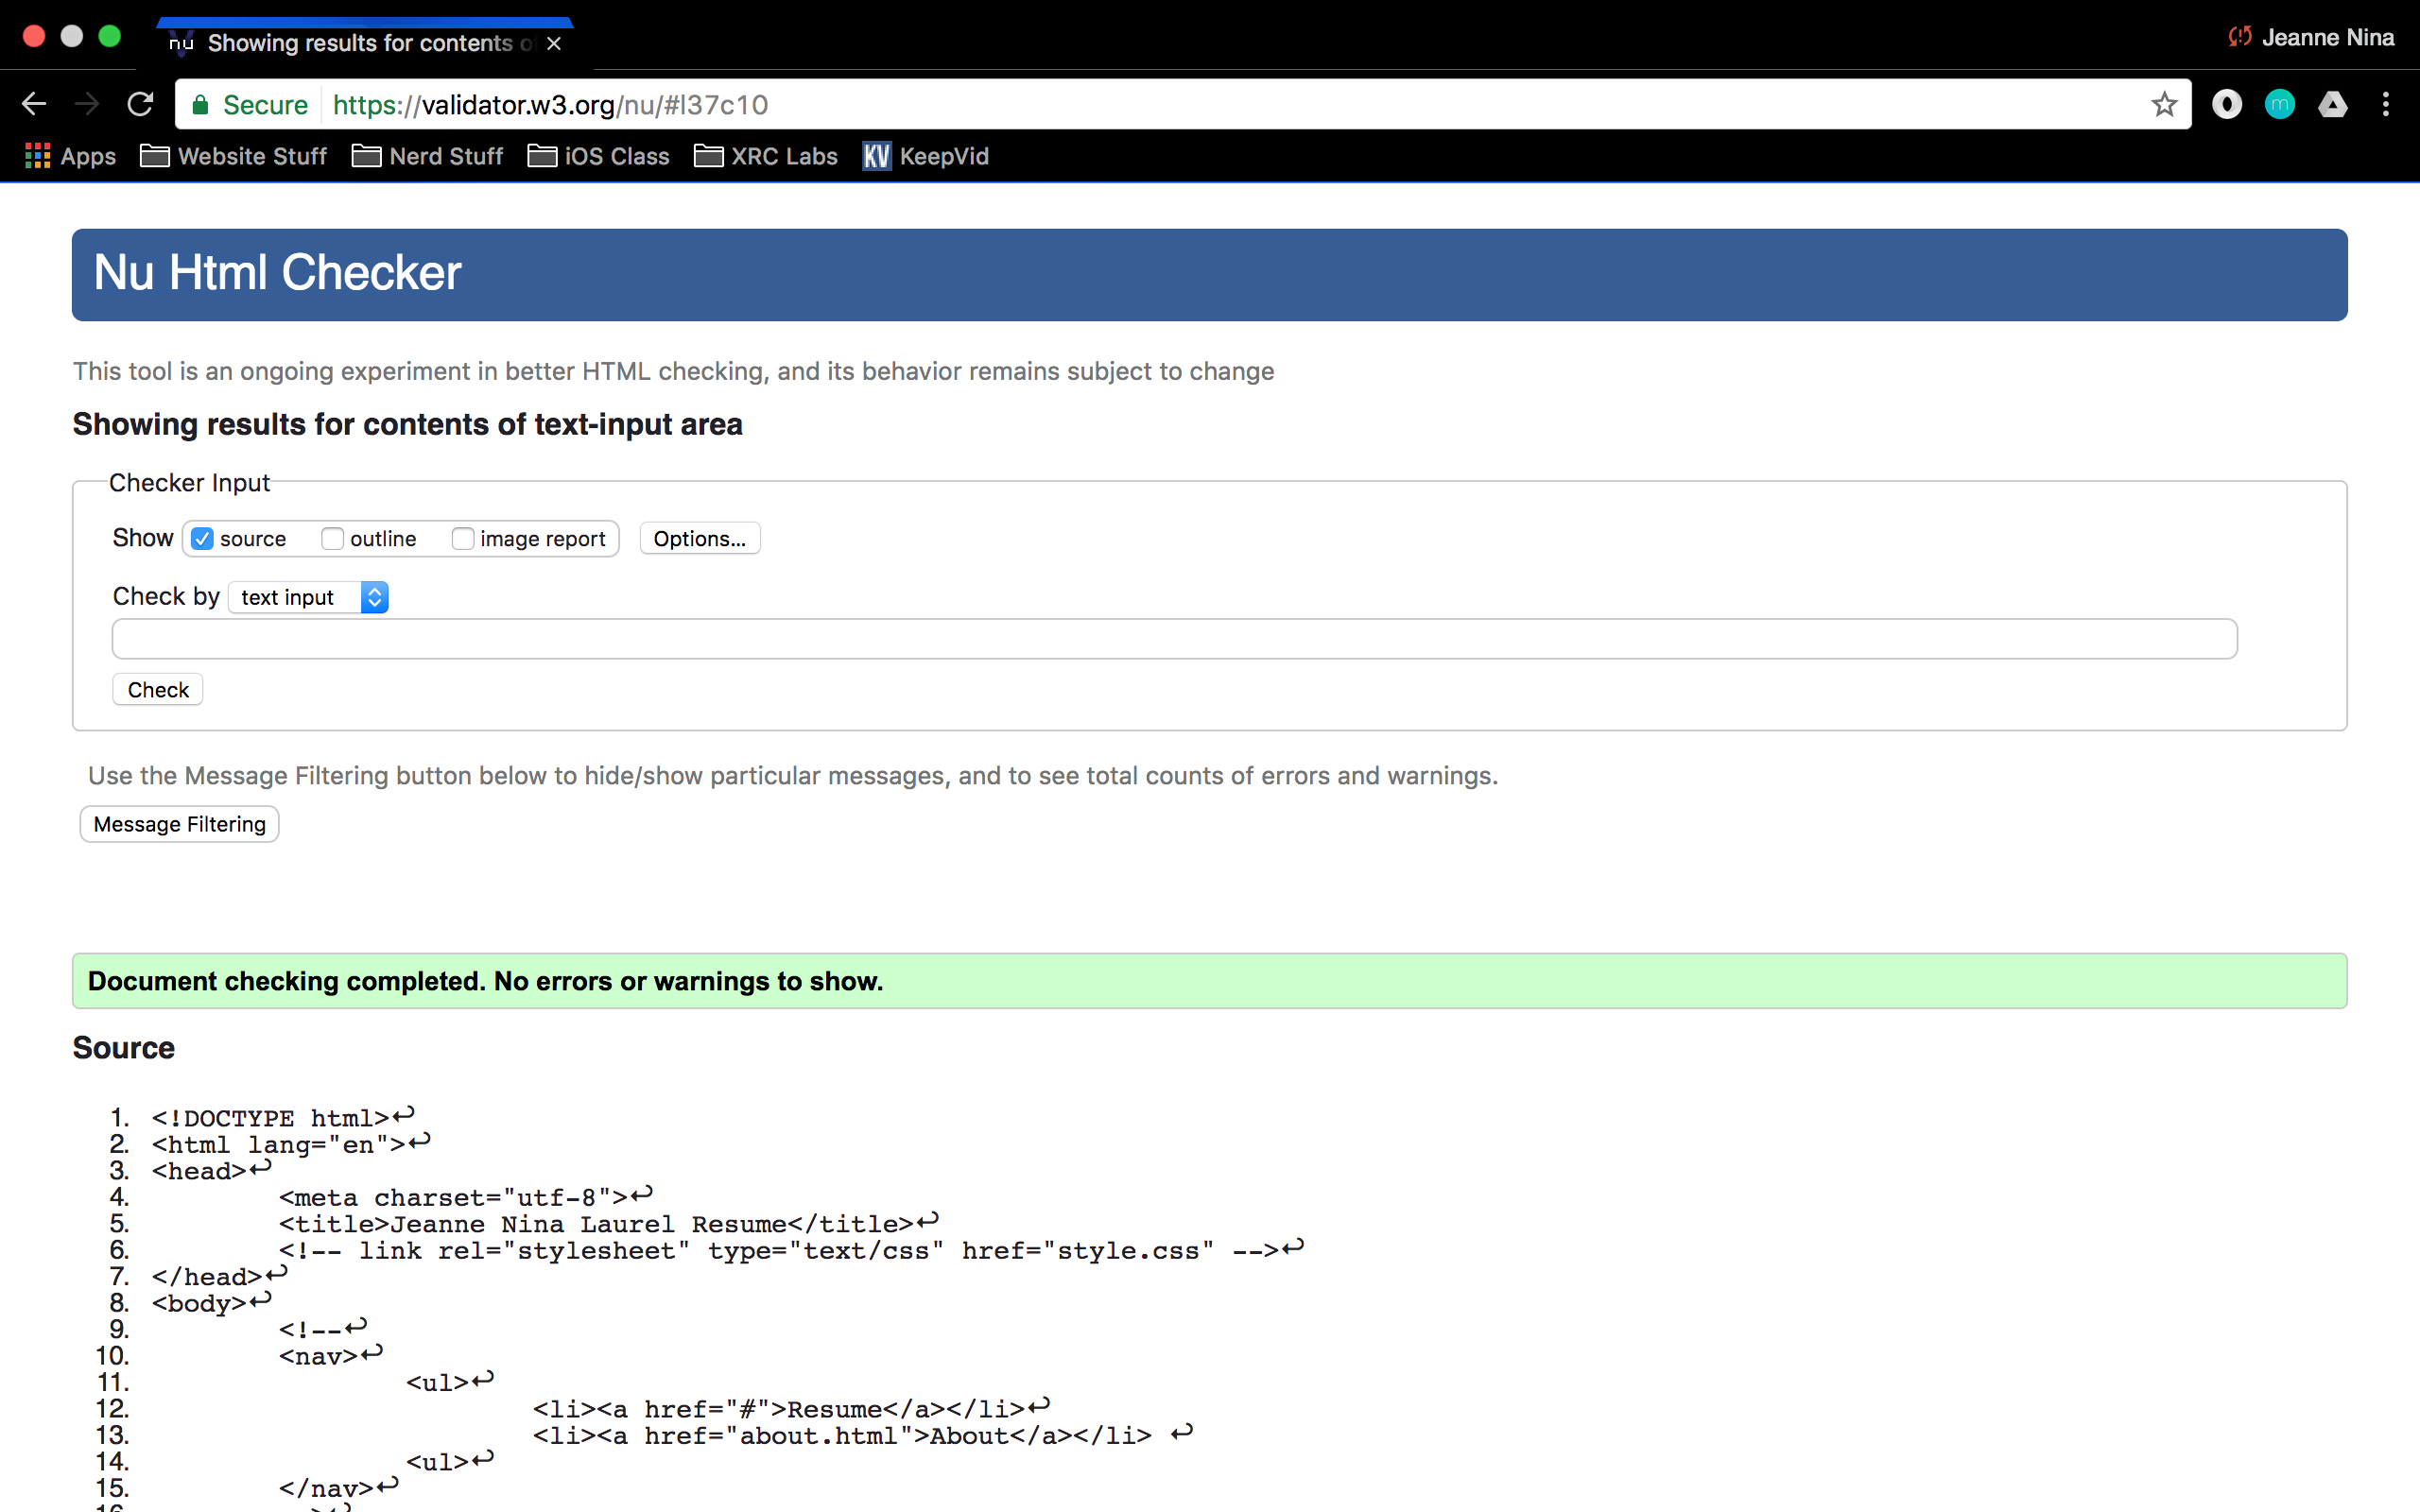 nu Showing results for contents of
Jeanne Nina
Secure https://validator.w3.org/nu/#l37c10
Apps Website Stuff Nerd Stuff iOS Class XRC Labs KV KeepVid
Nu Html Checker
This tool is an ongoing experiment in better HTML checking, and its behavior remains subject to change
Showing results for contents of text-input area
Checker Input
Show source outline image report Options...
Check by text input
Check
Use the Message Filtering button below to hide/show particular messages, and to see total counts of errors and warnings.
Message Filtering
Document checking completed. No errors or warnings to show.
Source
1. <!DOCTYPE html>↩
2. <html lang="en">↩
3. <head>↩
4. <meta charset="utf-8">↩
5. <title>Jeanne Nina Laurel Resume</title>↩
6. <!-- link rel="stylesheet" type="text/css" href="style.css" -->↩
7. </head>↩
8. <body>↩
9. <!--↩
10. <nav>↩
11. <ul>↩
12. <li><a href="#">Resume</a></li>↩
13. <li><a href="about.html">About</a></li> ↩
14. <ul>↩
15. </nav>↩